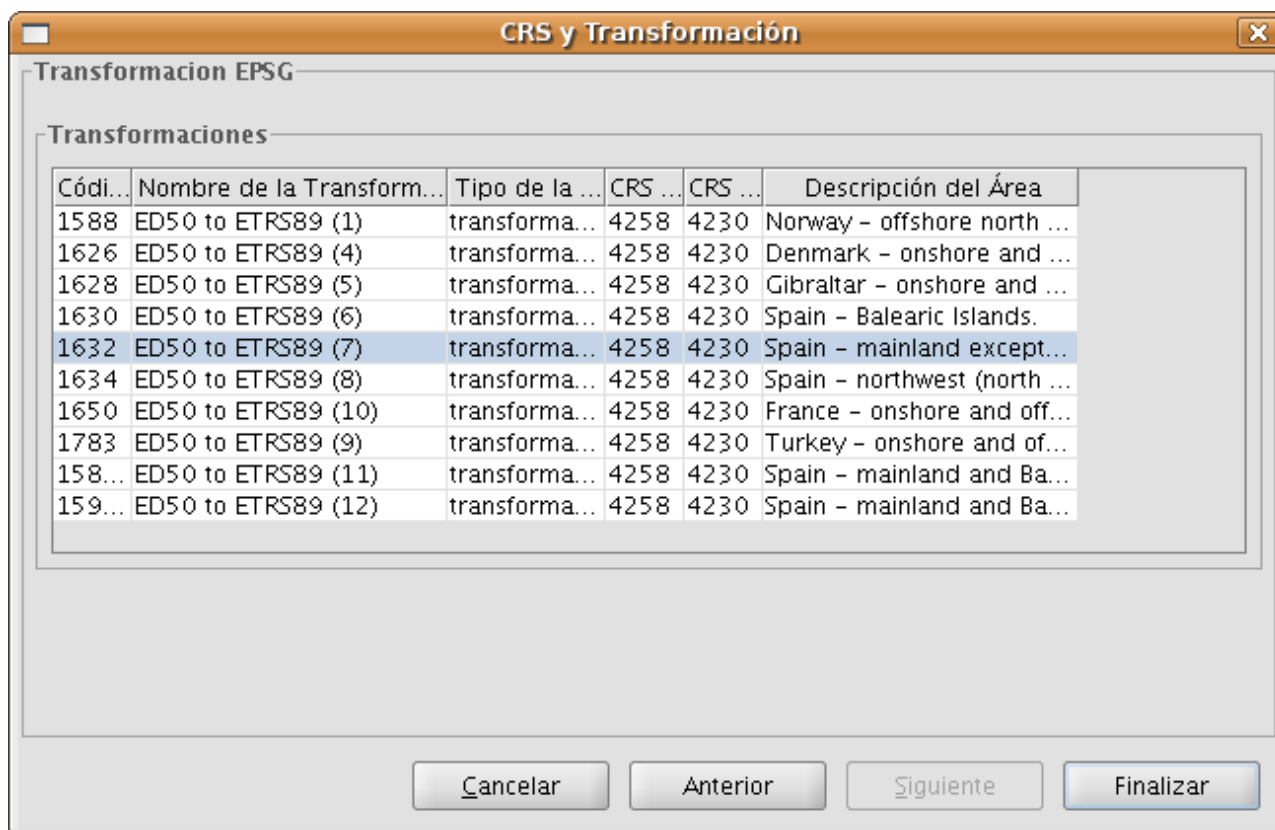 CRS y Transformación
Transformacion EPSG
Transformaciones
Códi... Nombre de la Transform... Tipo de la ... CRS ... CRS ... Descripción del Área
1588 ED50 to ETRS89 (1) transforma... 4258 4230 Norway – offshore north ...
1626 ED50 to ETRS89 (4) transforma... 4258 4230 Denmark – onshore and ...
1628 ED50 to ETRS89 (5) transforma... 4258 4230 Gibraltar – onshore and ...
1630 ED50 to ETRS89 (6) transforma... 4258 4230 Spain – Balearic Islands.
1632 ED50 to ETRS89 (7) transforma... 4258 4230 Spain – mainland except...
1634 ED50 to ETRS89 (8) transforma... 4258 4230 Spain – northwest (north ...
1650 ED50 to ETRS89 (10) transforma... 4258 4230 France – onshore and off...
1783 ED50 to ETRS89 (9) transforma... 4258 4230 Turkey – onshore and of...
158... ED50 to ETRS89 (11) transforma... 4258 4230 Spain – mainland and Ba...
159... ED50 to ETRS89 (12) transforma... 4258 4230 Spain – mainland and Ba...
Cancelar Anterior Siguiente Finalizar